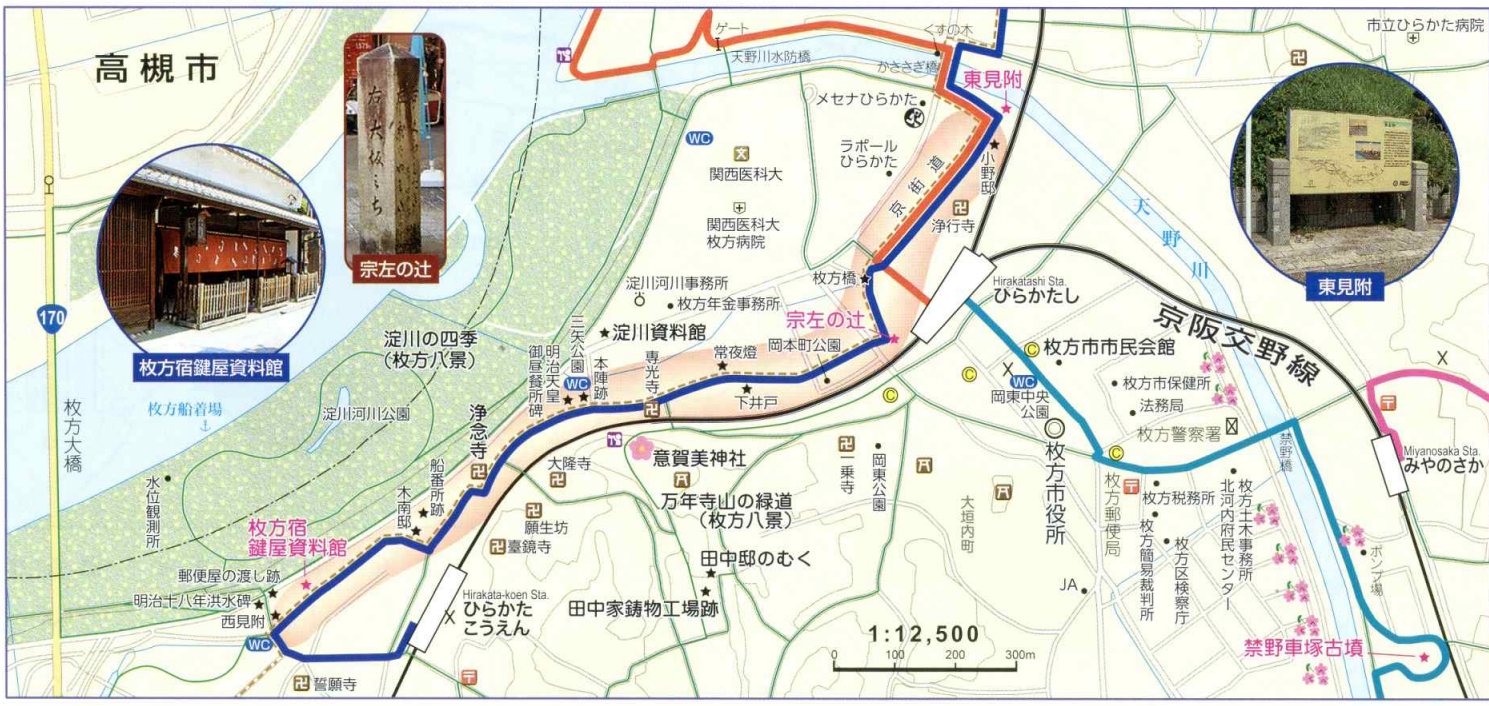 高槻市
宗左の辻
枚方宿鍵屋資料館
東見附
右大坂みち
ゲート
天野川水防橋
くすの木
かささぎ橋
東見附
市立ひらかた病院
メセナひらかた
ラポール
ひらかた
京街道
小野邸
浄行寺
WC
関西医科大
関西医科大
枚方病院
天野川
枚方橋
Hirakatashi Sta.
ひらかたし
京阪交野線
淀川河川事務所
枚方年金事務所
淀川資料館
宗左の辻
岡本町公園
常夜燈
下井戸
専光寺
本陣跡
三矢公園
WC
明治天皇
御昼餐所碑
淀川の四季
(枚方八景)
170
枚方大橋
枚方船着場
淀川河川公園
浄念寺
水位観測所
船番所跡
木南邸
枚方宿
鍵屋資料館
郵便屋の渡し跡
明治十八年洪水碑
西見附
WC
誓願寺
Hirakata-koen Sta.
ひらかた
こうえん
大隆寺
願生坊
臺鏡寺
意賀美神社
万年寺山の緑道
(枚方八景)
田中邸のむく
田中家鋳物工場跡
一乗寺
岡東公園
大垣内町
枚方市市民会館
WC
岡東中央
公園
枚方市保健所
法務局
枚方警察署
枚方市役所
枚方郵便局
枚方税務所
枚方簡易裁判所
枚方区検察庁
枚方土木事務所
北河内府民センター
JA
禁野橋
ポンプ場
Miyanosaka Sta.
みやのさか
禁野車塚古墳
1:12,500
0 100 200 300m